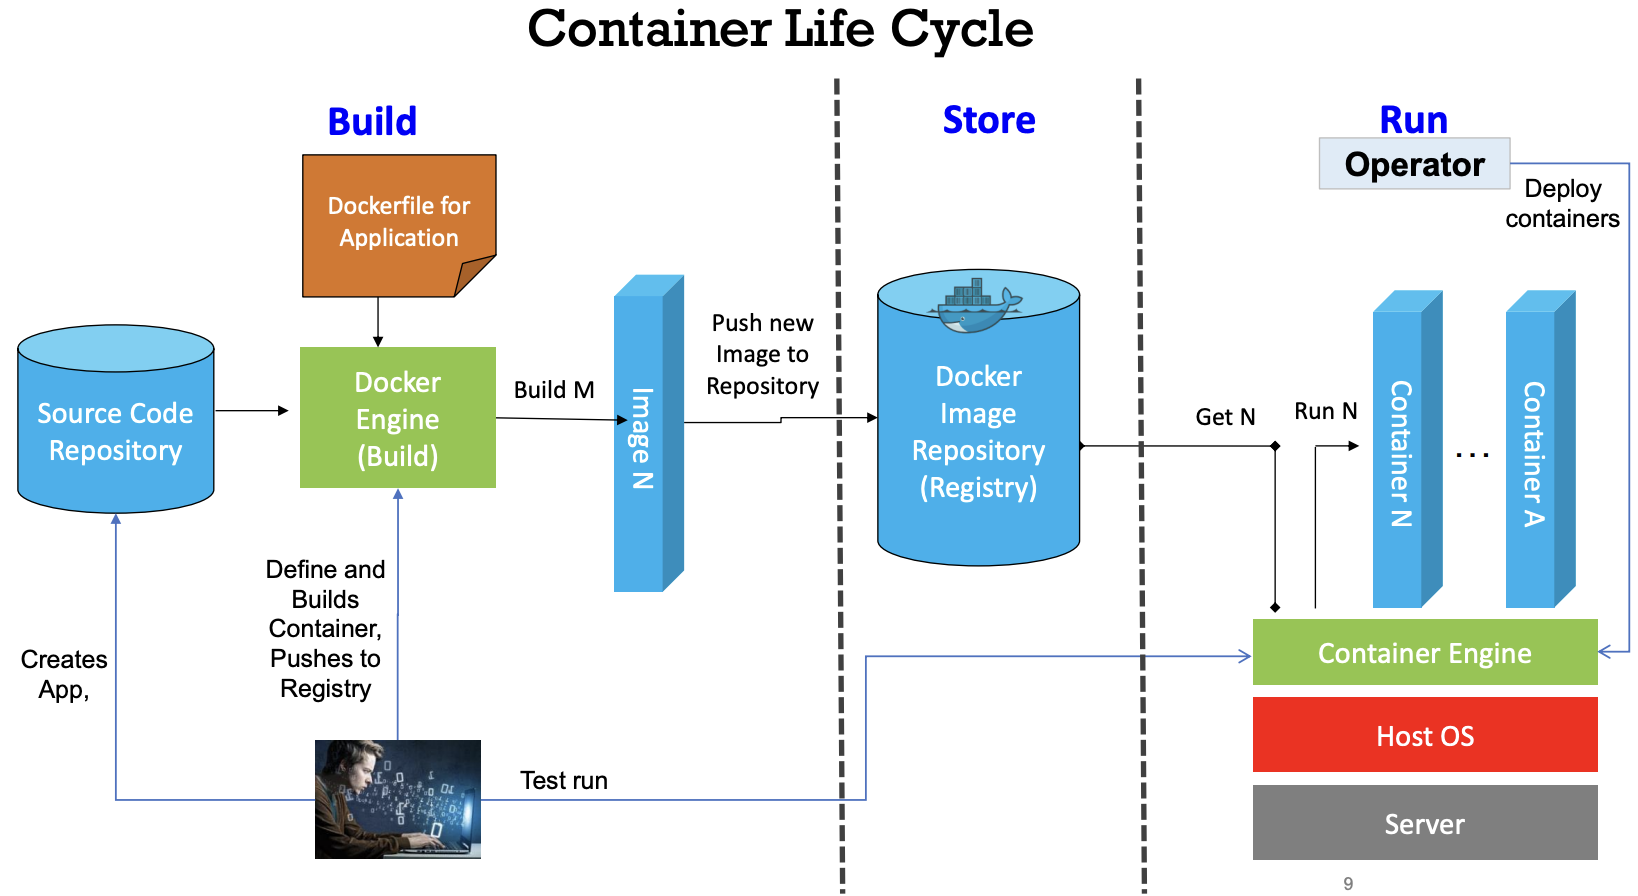 Container Life Cycle
Build
Store
Run
Operator
Deploy
containers
Dockerfile for
Application
Source Code
Repository
Docker
Engine
(Build)
Build M
Image N
Push new
Image to
Repository
Docker
Image
Repository
(Registry)
Get N
Run N
Container N
...
Container A
Define and
Builds
Container,
Pushes to
Registry
Creates
App,
Test run
Container Engine
Host OS
Server
9